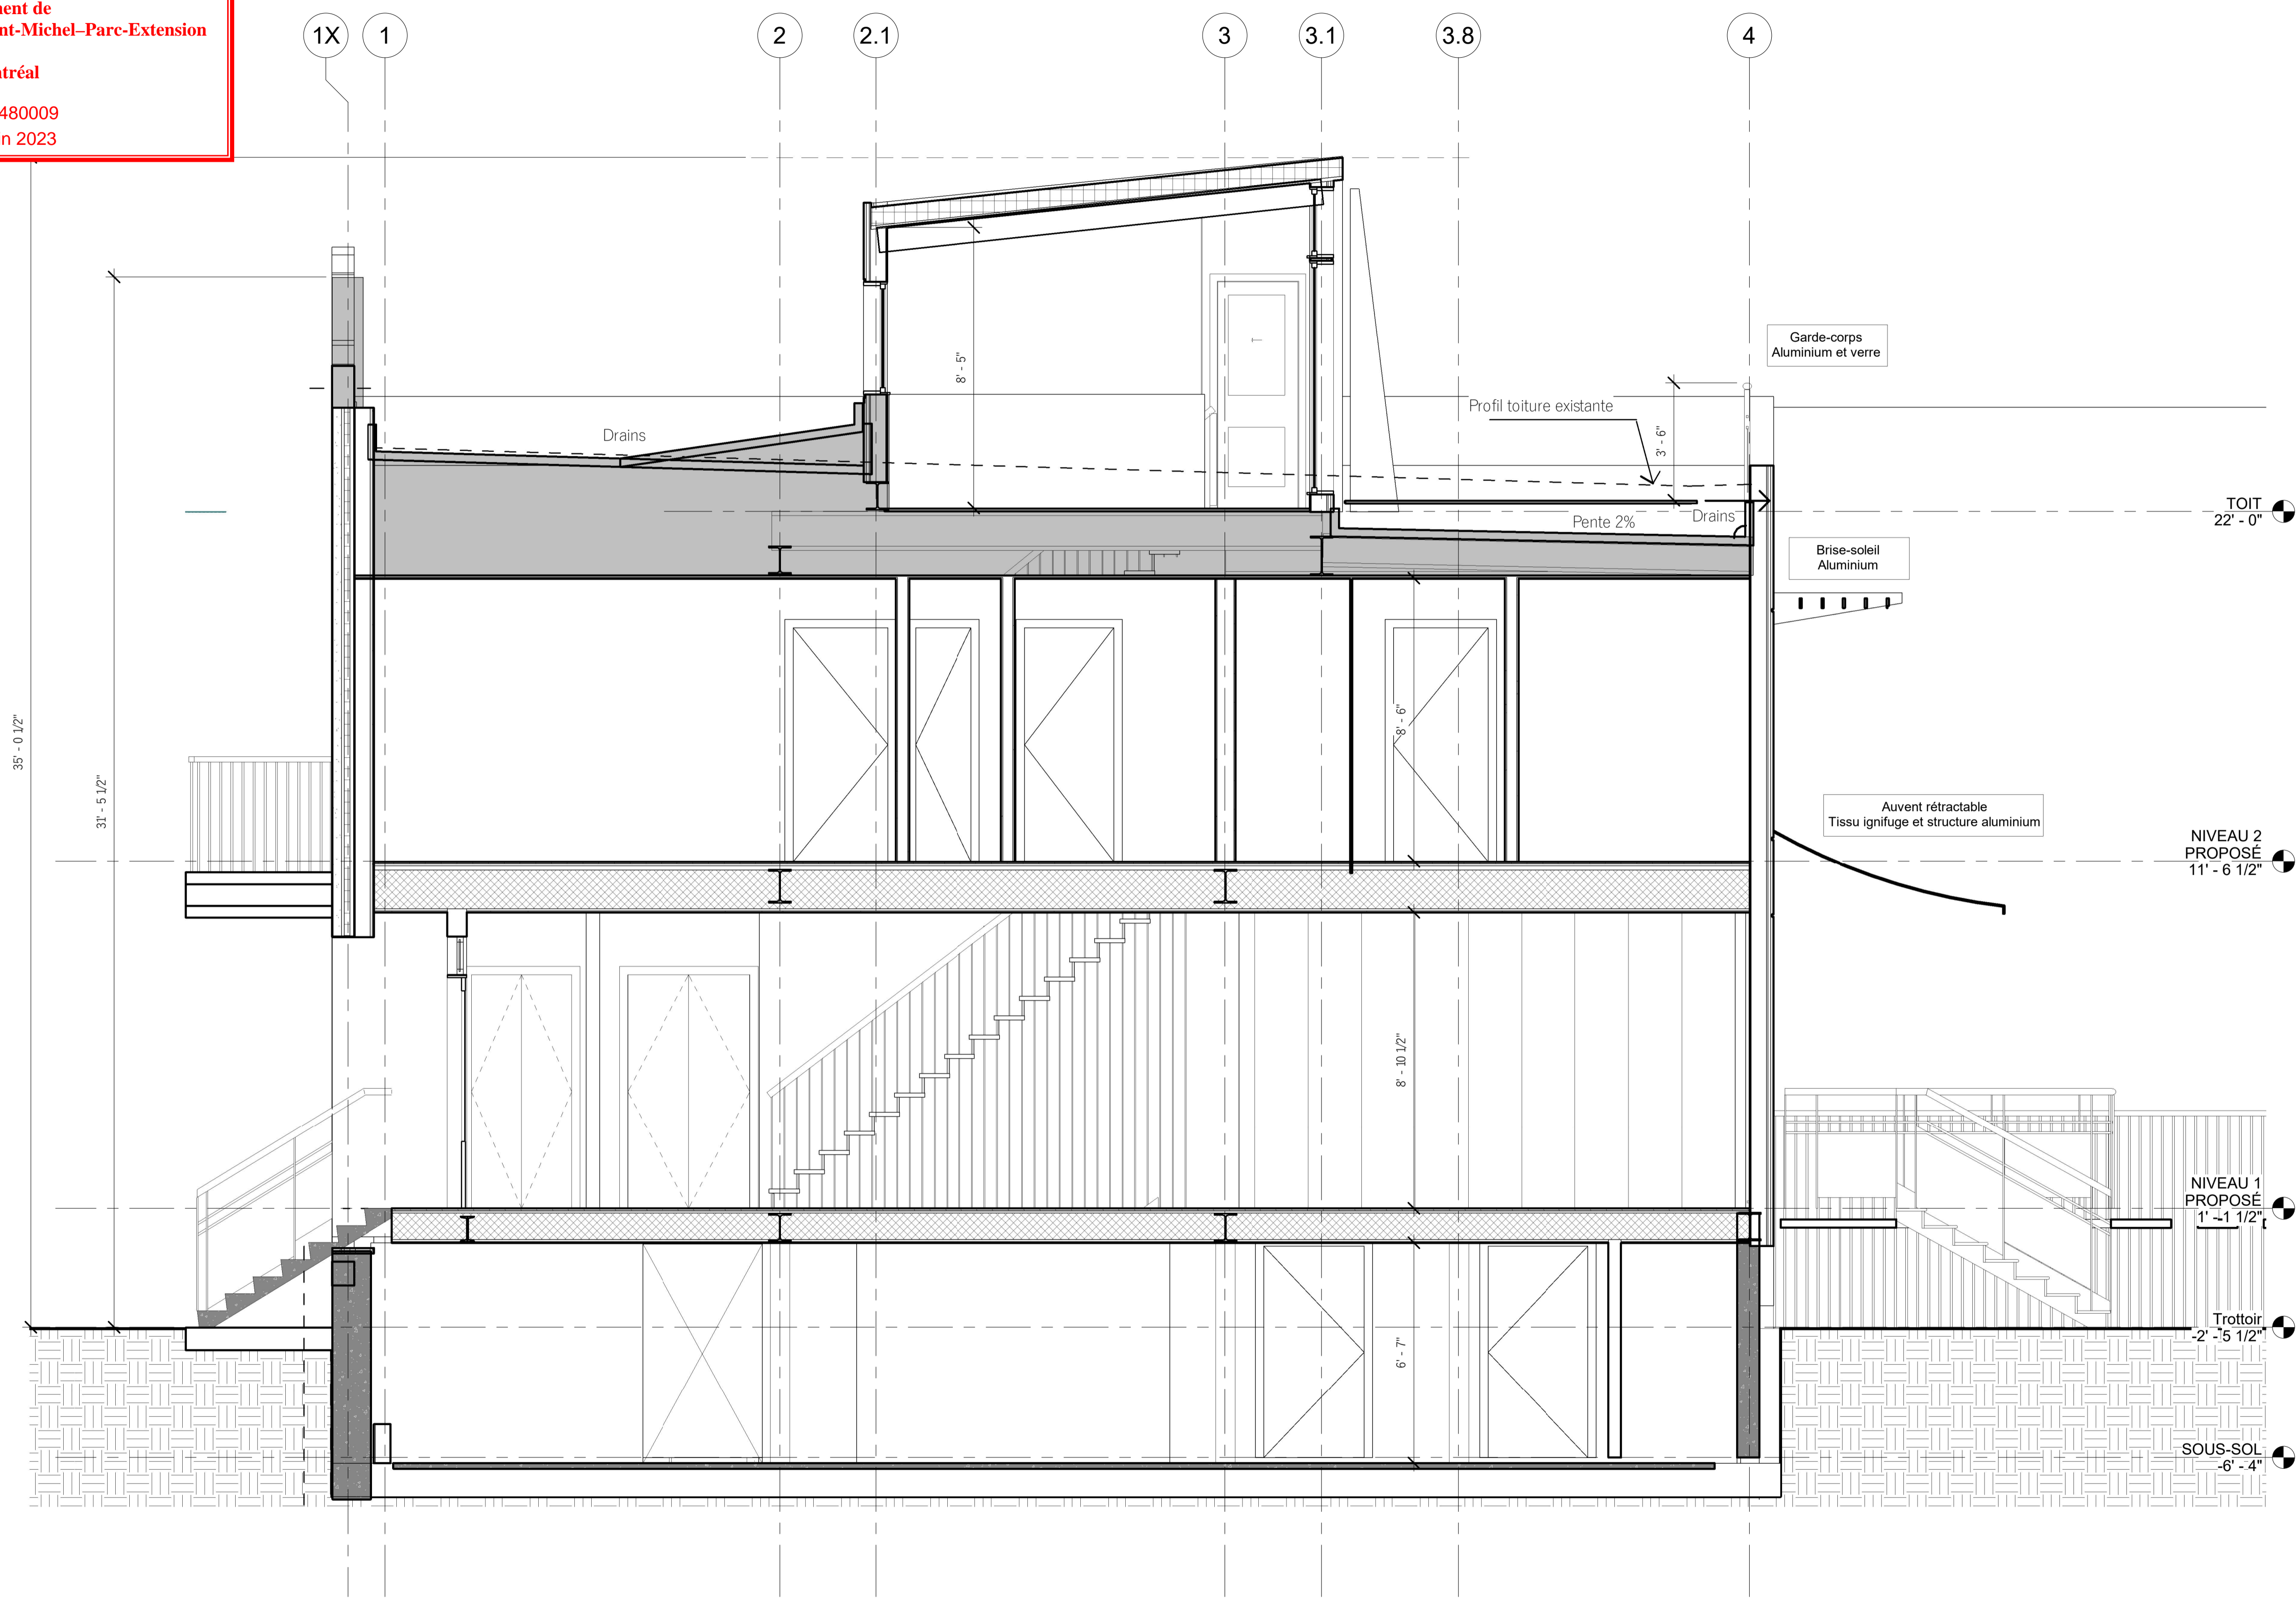 ent de
nt-Michel–Parc-Extension
ntréal
480009
n 2023
1X
1
2
2.1
3
3.1
3.8
4
Garde-corps
Aluminium et verre
8' - 5"
Profil toiture existante
Drains
3' - 6"
TOIT
22' - 0"
Pente 2%
Drains
Brise-soleil
Aluminium
35' - 0 1/2"
31' - 5 1/2"
8' - 6"
Auvent rétractable
Tissu ignifuge et structure aluminium
NIVEAU 2
PROPOSÉ
11' - 6 1/2"
8' - 10 1/2"
NIVEAU 1
PROPOSÉ
1' - 1 1/2"
Trottoir
-2' - 5 1/2"
6' - 7"
SOUS-SOL
-6' - 4"